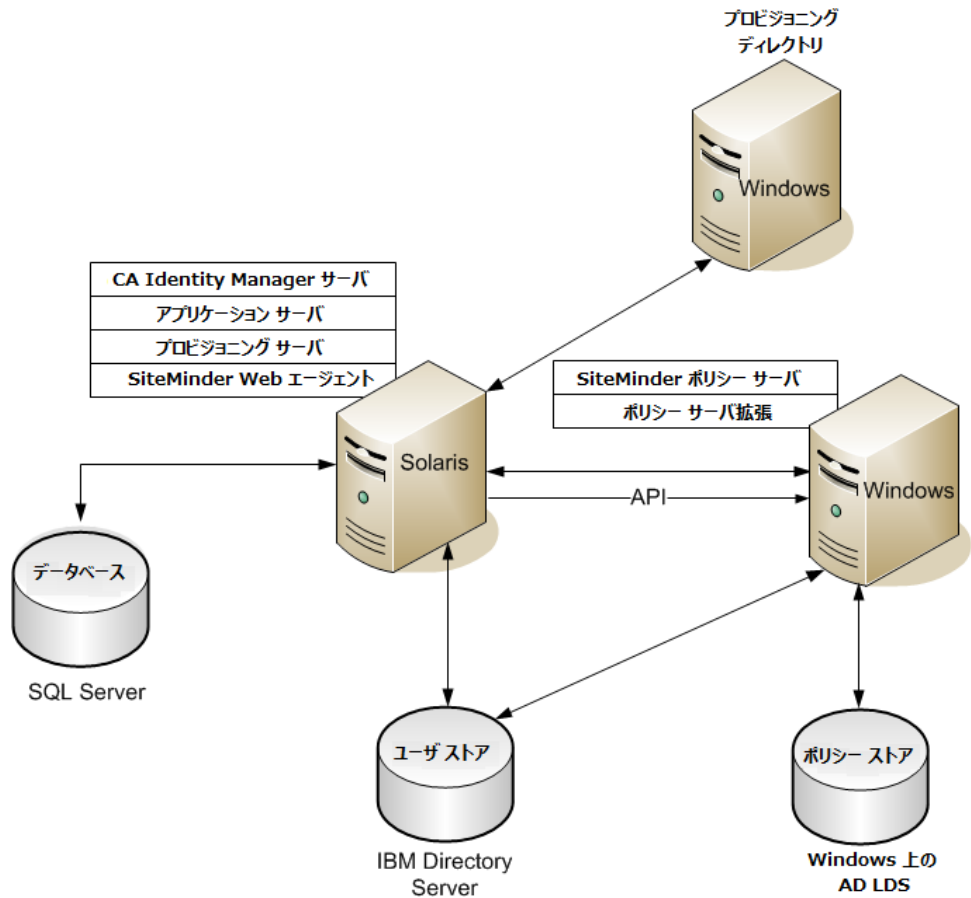 プロビジョニング
ディレクトリ
Windows
CA Identity Manager サーバ
アプリケーション サーバ
プロビジョニング サーバ
SiteMinder Web エージェント
SiteMinder ポリシー サーバ
ポリシー サーバ拡張
Solaris
API
Windows
データベース
SQL Server
ユーザ ストア
IBM Directory
Server
ポリシー ストア
Windows 上の
AD LDS